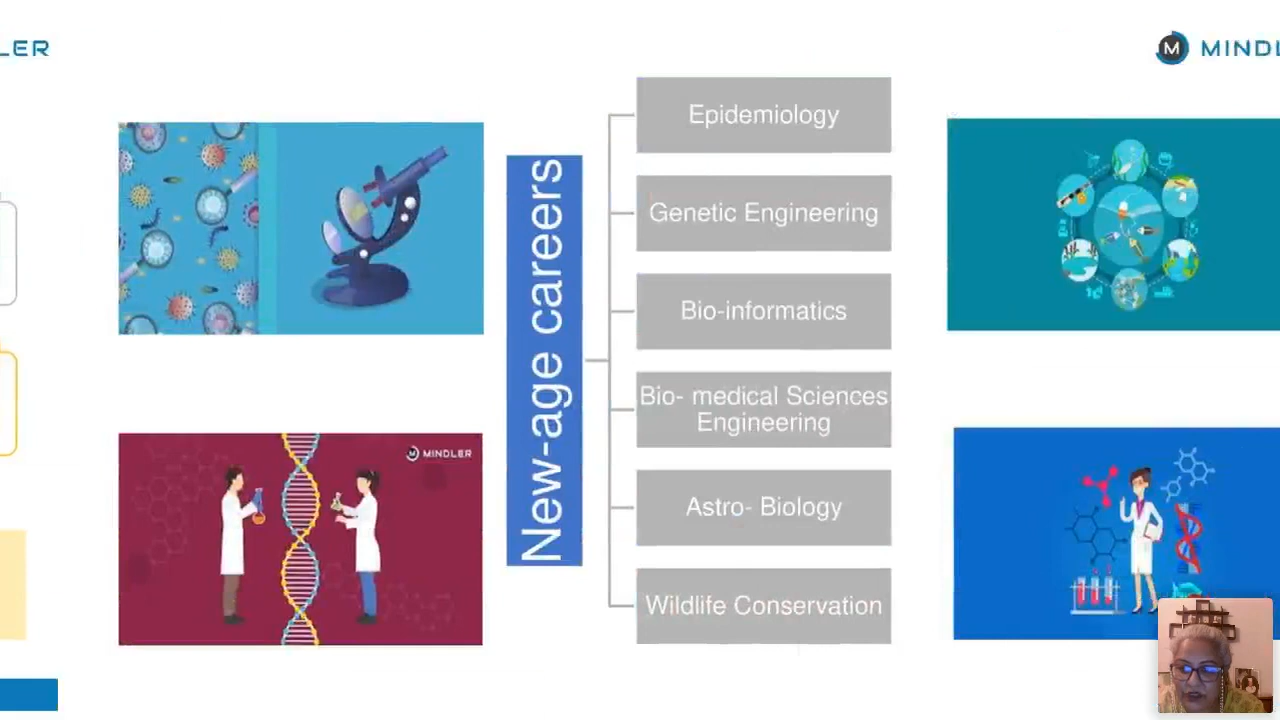 LER
MINDL
New-age careers
Epidemiology
Genetic Engineering
Bio-informatics
Bio- medical Sciences
Engineering
Astro- Biology
Wildlife Conservation
M MINDLER